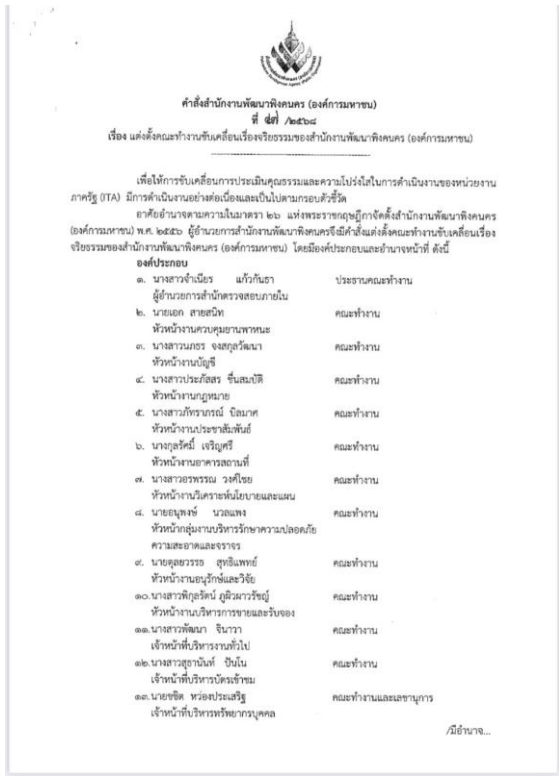 คำสั่งสำนักงานพัฒนาพิงคนคร (องค์การมหาชน)
ที่ ๔๗ /๒๕๖๘
เรื่อง แต่งตั้งคณะทำงานขับเคลื่อนเรื่องจริยธรรมของสำนักงานพัฒนาพิงคนคร (องค์การมหาชน)
เพื่อให้การขับเคลื่อนการประเมินคุณธรรมและความโปร่งใสในการดำเนินงานของหน่วยงาน
ภาครัฐ (ITA) มีการดำเนินงานอย่างต่อเนื่องและเป็นไปตามกรอบตัวชี้วัด
อาศัยอำนาจตามความในมาตรา ๒๖ แห่งพระราชกฤษฎีกาจัดตั้งสำนักงานพัฒนาพิงคนคร
(องค์การมหาชน) พ.ศ. ๒๕๕๖ ผู้อำนวยการสำนักงานพัฒนาพิงคนครจึงมีคำสั่งแต่งตั้งคณะทำงานขับเคลื่อนเรื่อง
จริยธรรมของสำนักงานพัฒนาพิงคนคร (องค์การมหาชน) โดยมีองค์ประกอบและอำนาจหน้าที่ ดังนี้
องค์ประกอบ
๑. นางสาวจำเนียร แก้วกันธา ประธานคณะทำงาน
ผู้อำนวยการสำนักตรวจสอบภายใน
๒. นายเอก สายสนิท คณะทำงาน
หัวหน้างานควบคุมยานพาหนะ
๓. นางสาวนภธร จงสกุลวัฒนา คณะทำงาน
หัวหน้างานบัญชี
๔. นางสาวประภัสสร ชื่นสมบัติ คณะทำงาน
หัวหน้างานกฎหมาย
๕. นางสาวภัทราภรณ์ ปิลมาศ คณะทำงาน
หัวหน้างานประชาสัมพันธ์
๖. นางกุลรัศมิ์ เจริญศรี คณะทำงาน
หัวหน้างานอาคารสถานที่
๗. นางสาวอรพรรณ วงศ์ไชย คณะทำงาน
หัวหน้างานวิเคราะห์นโยบายและแผน
๘. นายอนุพงษ์ นวลแพง คณะทำงาน
หัวหน้ากลุ่มงานบริหารรักษาความปลอดภัย
ความสะอาดและจราจร
๙. นายตุลยวรรธ สุทธิแพทย์ คณะทำงาน
หัวหน้างานอนุรักษ์และวิจัย
๑๐.นางสาวพิกุลรัตน์ ภูผิวผาวรัชญ์ คณะทำงาน
หัวหน้างานบริหารการขายและรับจอง
๑๑.นางสาวพัฒนา จินาวา คณะทำงาน
เจ้าหน้าที่บริหารงานทั่วไป
๑๒.นางสาวสุธานันท์ ปันโน คณะทำงาน
เจ้าหน้าที่บริหารบัตรเข้าชม
๑๓.นายชชิต หว่องประเสริฐ คณะทำงานและเลขานุการ
เจ้าหน้าที่บริหารทรัพยากรบุคคล
/มีอำนาจ...